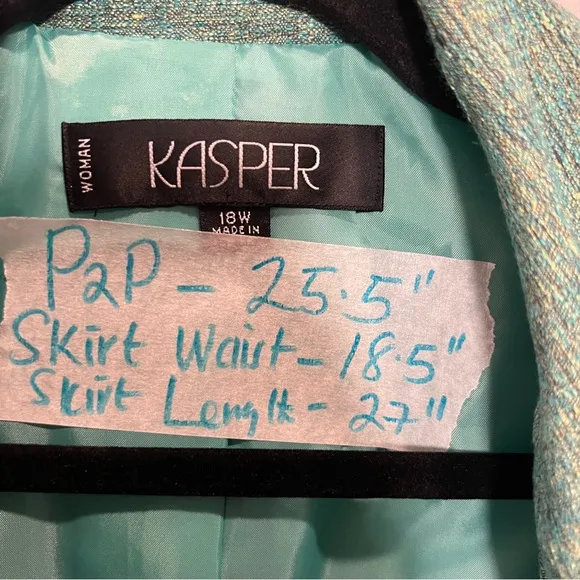 WOMAN
KASPER
18W
MADE IN
P2P - 25.5"
Skirt Waist - 18.5"
Skirt Length - 27"